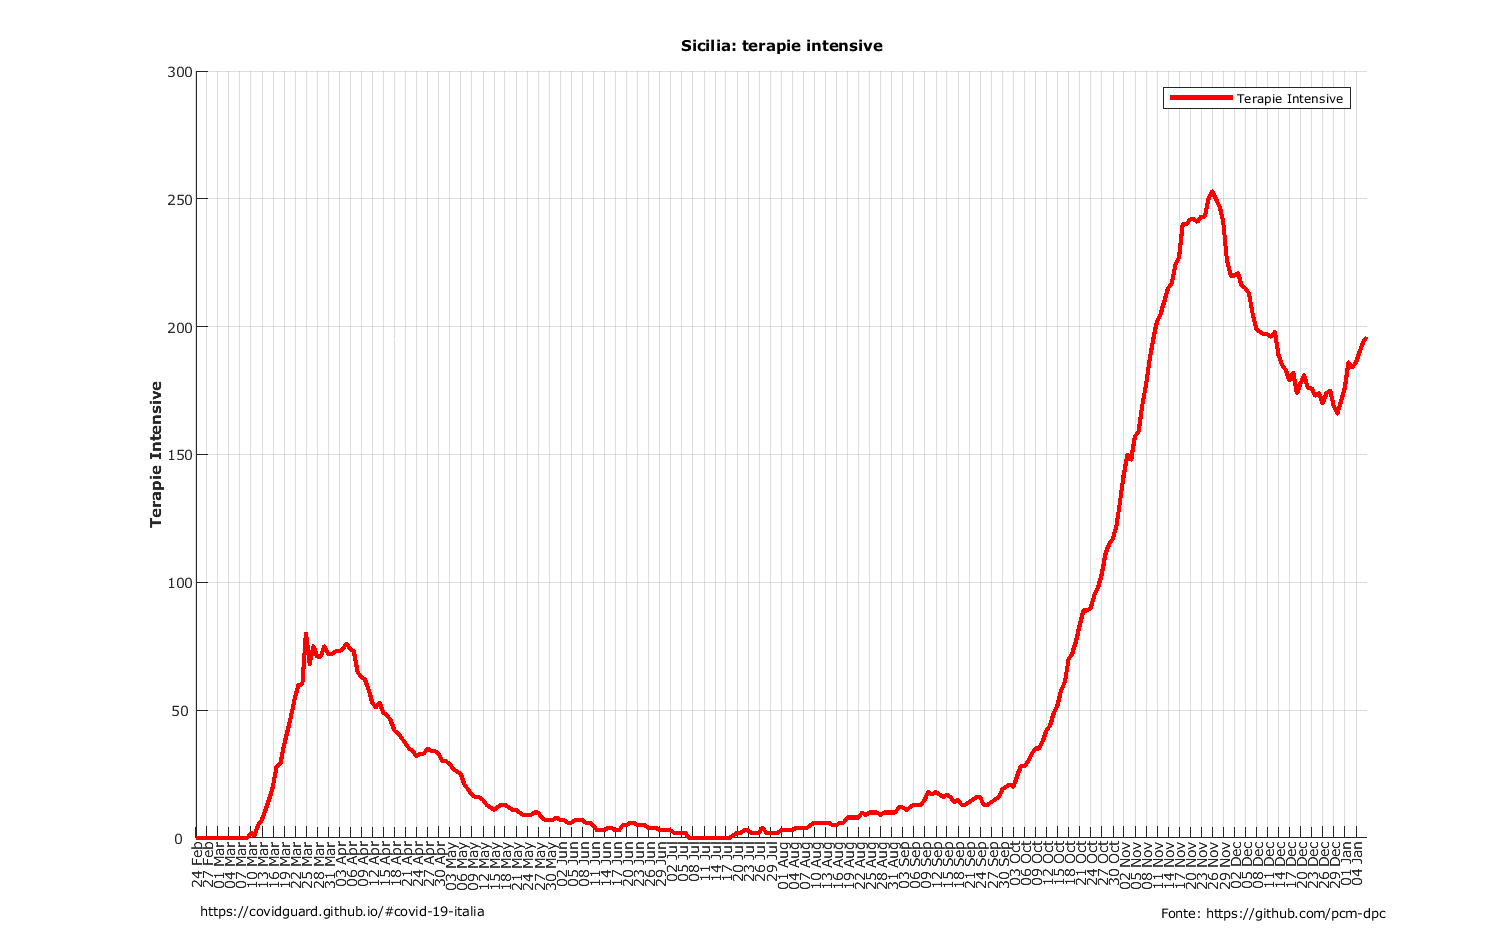 Sicilia: terapie intensive
300
Terapie Intensive
250
200
150
100
50
0
Terapie Intensive
24 Feb
27 Feb
01 Mar
04 Mar
07 Mar
10 Mar
13 Mar
16 Mar
19 Mar
22 Mar
25 Mar
28 Mar
31 Mar
03 Apr
06 Apr
09 Apr
12 Apr
15 Apr
18 Apr
21 Apr
24 Apr
27 Apr
30 Apr
03 May
06 May
09 May
12 May
15 May
18 May
21 May
24 May
27 May
30 May
02 Jun
05 Jun
08 Jun
11 Jun
14 Jun
17 Jun
20 Jun
23 Jun
26 Jun
29 Jun
02 Jul
05 Jul
08 Jul
11 Jul
14 Jul
17 Jul
20 Jul
23 Jul
26 Jul
29 Jul
01 Aug
04 Aug
07 Aug
10 Aug
13 Aug
16 Aug
19 Aug
22 Aug
25 Aug
28 Aug
31 Aug
03 Sep
06 Sep
09 Sep
12 Sep
15 Sep
18 Sep
21 Sep
24 Sep
27 Sep
30 Sep
03 Oct
06 Oct
09 Oct
12 Oct
15 Oct
18 Oct
21 Oct
24 Oct
27 Oct
30 Oct
02 Nov
05 Nov
08 Nov
11 Nov
14 Nov
17 Nov
20 Nov
23 Nov
26 Nov
29 Nov
02 Dec
05 Dec
08 Dec
11 Dec
14 Dec
17 Dec
20 Dec
23 Dec
26 Dec
29 Dec
01 Jan
04 Jan
https://covidguard.github.io/#covid-19-italia
Fonte: https://github.com/pcm-dpc